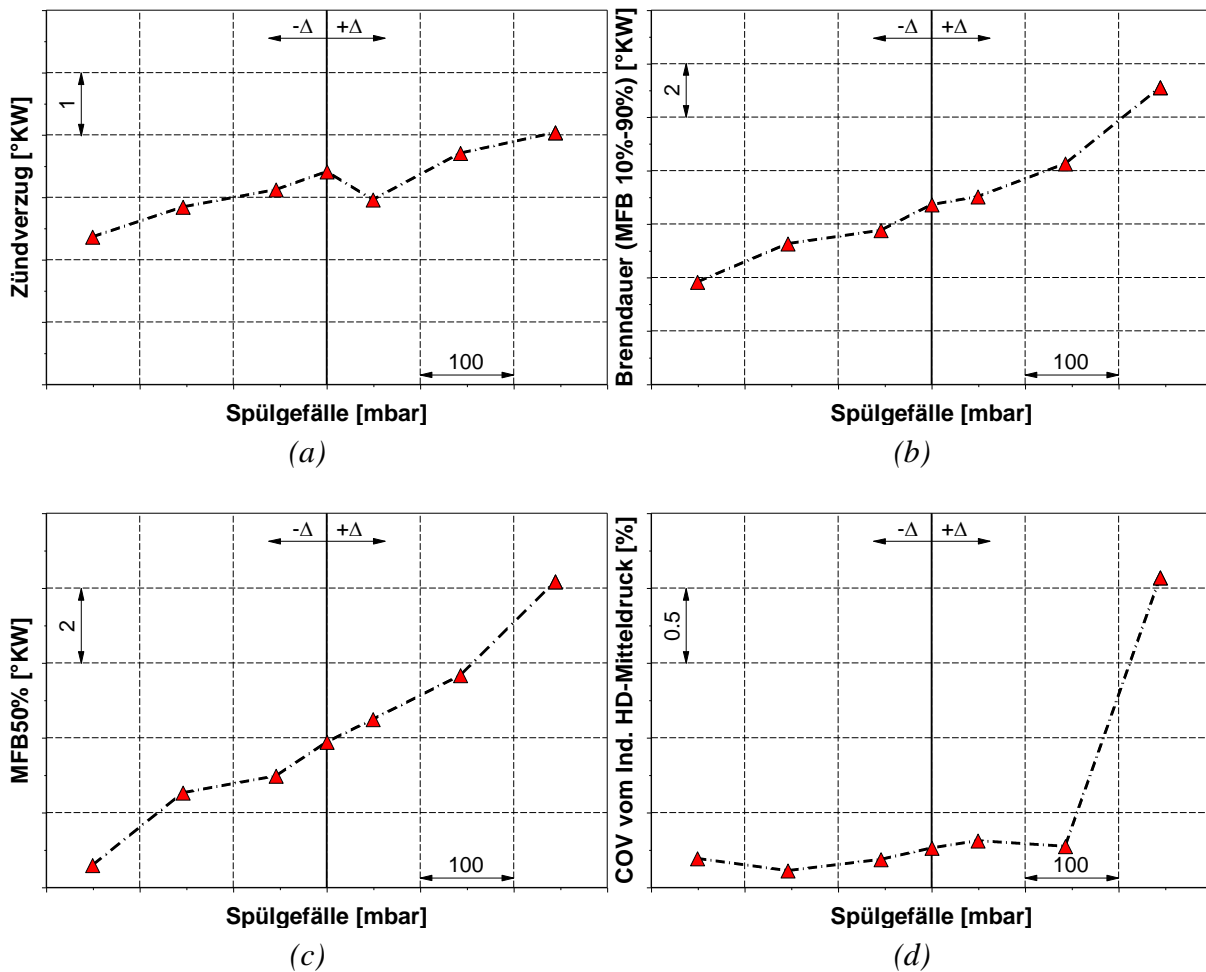 -Δ +Δ
1
Zündverzug [°KW]
100
Spülgefälle [mbar]
(a)
-Δ +Δ
2
Brenndauer (MFB 10%-90%) [°KW]
100
Spülgefälle [mbar]
(b)
-Δ +Δ
2
MFB50% [°KW]
100
Spülgefälle [mbar]
(c)
-Δ +Δ
0.5
COV vom Ind. HD-Mitteldruck [%]
100
Spülgefälle [mbar]
(d)